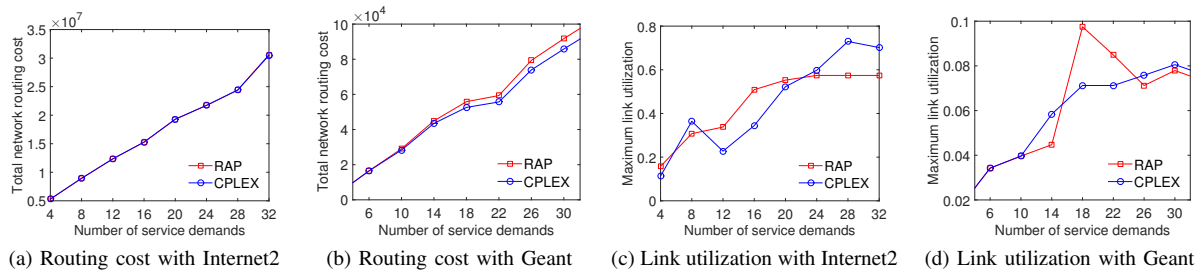 ×10^7
3.5
3
2.5
2
1.5
1
0.5
Total network routing cost
RAP
CPLEX
4 8 12 16 20 24 28 32
Number of service demands
(a) Routing cost with Internet2
×10^4
10
8
6
4
2
0
Total network routing cost
RAP
CPLEX
6 10 14 18 22 26 30
Number of service demands
(b) Routing cost with Geant
0.8
0.6
0.4
0.2
0
Maximum link utilization
RAP
CPLEX
4 8 12 16 20 24 28 32
Number of service demands
(c) Link utilization with Internet2
0.1
0.08
0.06
0.04
0.02
Maximum link utilization
RAP
CPLEX
6 10 14 18 22 26 30
Number of service demands
(d) Link utilization with Geant